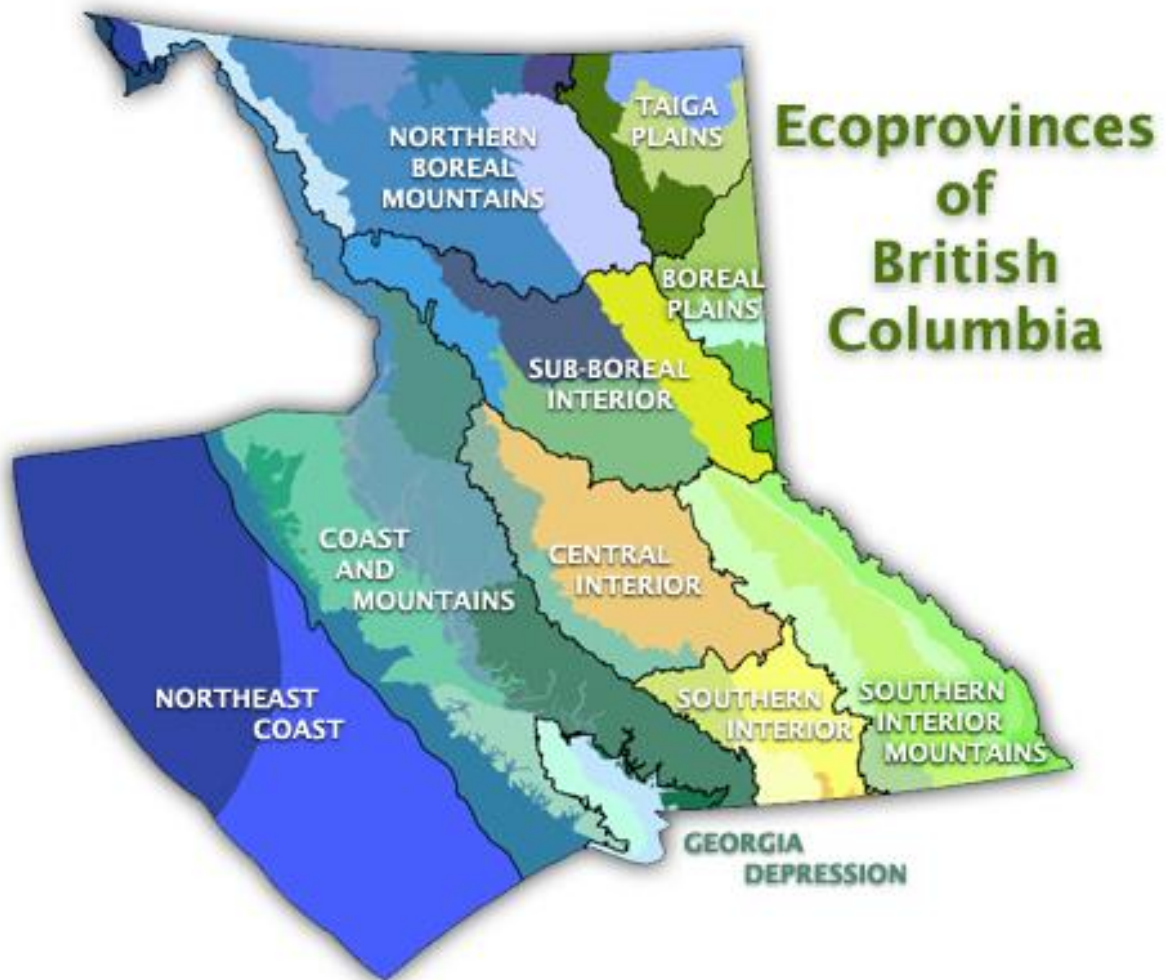 Ecoprovinces
of
British
Columbia
TAIGA
PLAINS
NORTHERN
BOREAL
MOUNTAINS
BOREAL
PLAINS
SUB-BOREAL
INTERIOR
COAST
AND
MOUNTAINS
CENTRAL
INTERIOR
NORTHEAST
COAST
SOUTHERN
INTERIOR
SOUTHERN
INTERIOR
MOUNTAINS
GEORGIA
DEPRESSION